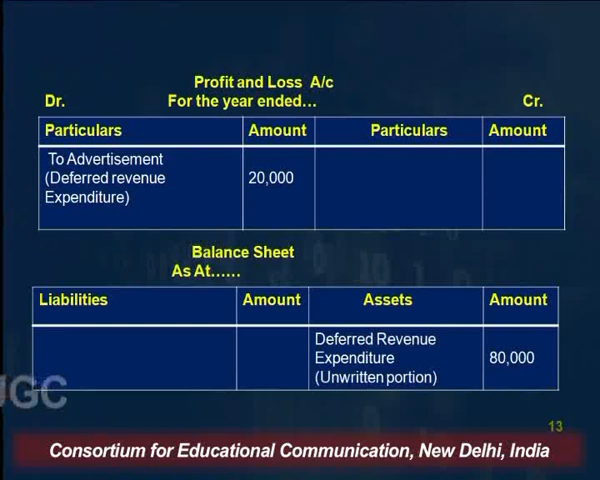 Profit and Loss A/c
Dr. For the year ended... Cr.
Particulars Amount Particulars Amount
To Advertisement
(Deferred revenue 20,000
Expenditure)
Balance Sheet
As At......
Liabilities Amount Assets Amount
Deferred Revenue
Expenditure 80,000
(Unwritten portion)
UGC
13
Consortium for Educational Communication, New Delhi, India